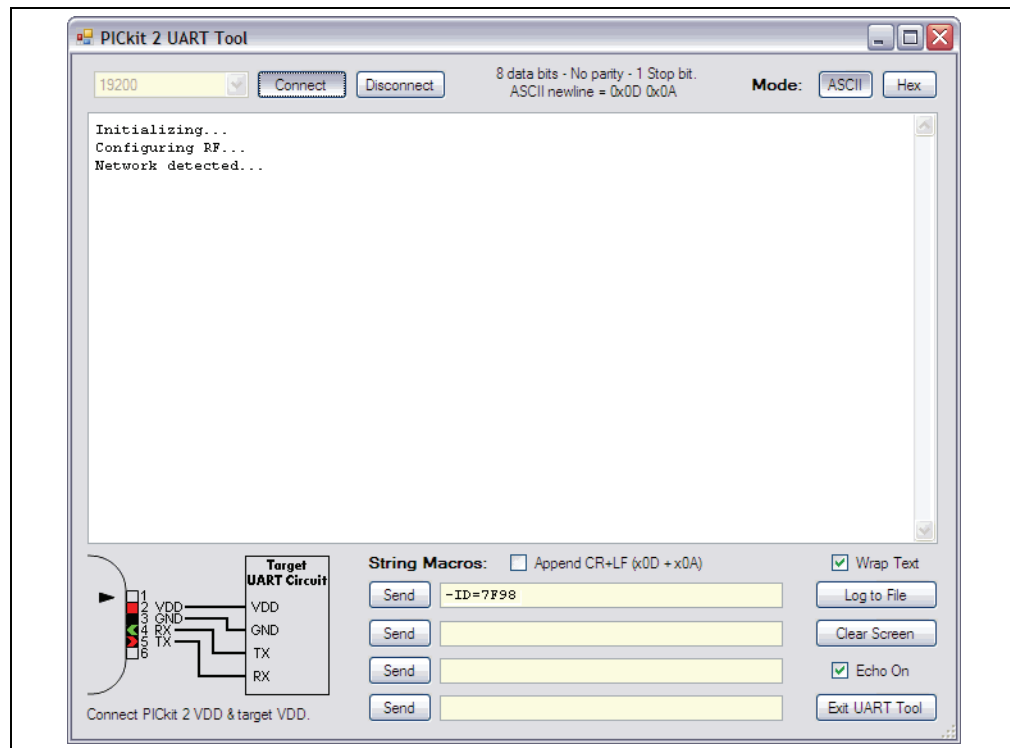 PICkit 2 UART Tool
19200
Connect
Disconnect
8 data bits - No parity - 1 Stop bit.
ASCII newline = 0x0D 0x0A
Mode:
ASCII
Hex
Initializing...
Configuring RF...
Network detected...
Target
UART Circuit
1
2 VDD
3 GND
4 RX
5 TX
6
VDD
GND
TX
RX
Connect PICkit 2 VDD & target VDD.
String Macros:
Append CR+LF (x0D + x0A)
Wrap Text
Send
-ID=7F98
Log to File
Send
Clear Screen
Send
Echo On
Send
Exit UART Tool